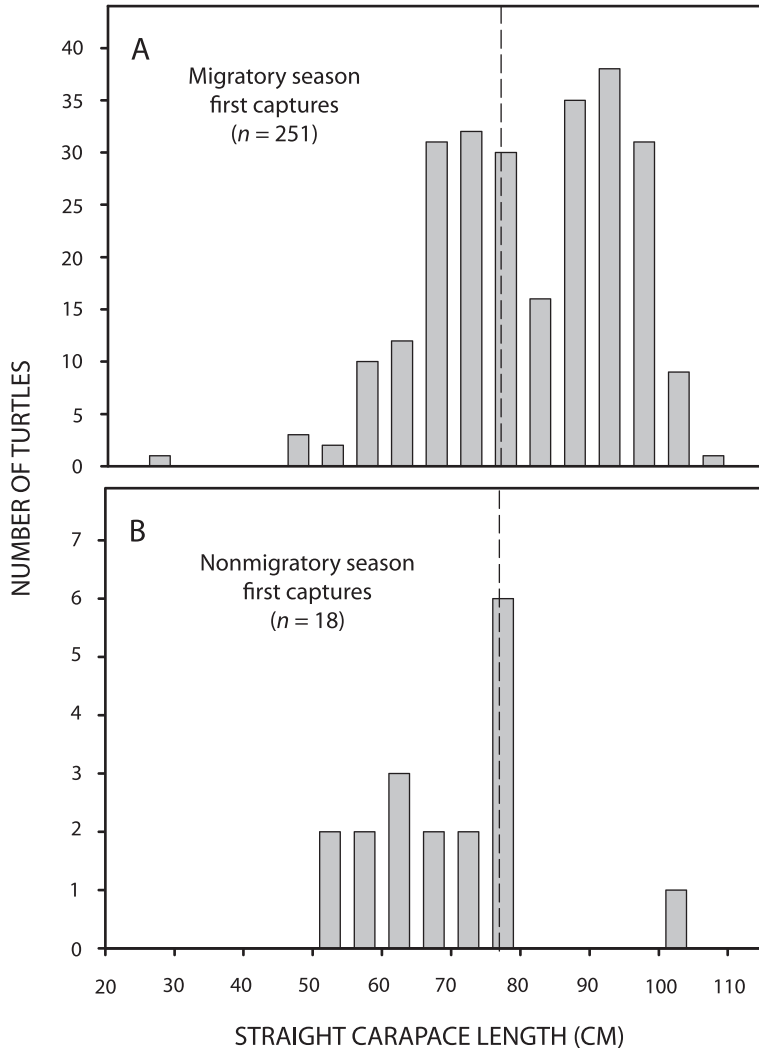 A
Migratory season
first captures
(n = 251)
40
35
30
25
20
15
10
5
0
NUMBER OF TURTLES
B
Nonmigratory season
first captures
(n = 18)
7
6
5
4
3
2
1
0
20 30 40 50 60 70 80 90 100 110
STRAIGHT CARAPACE LENGTH (CM)